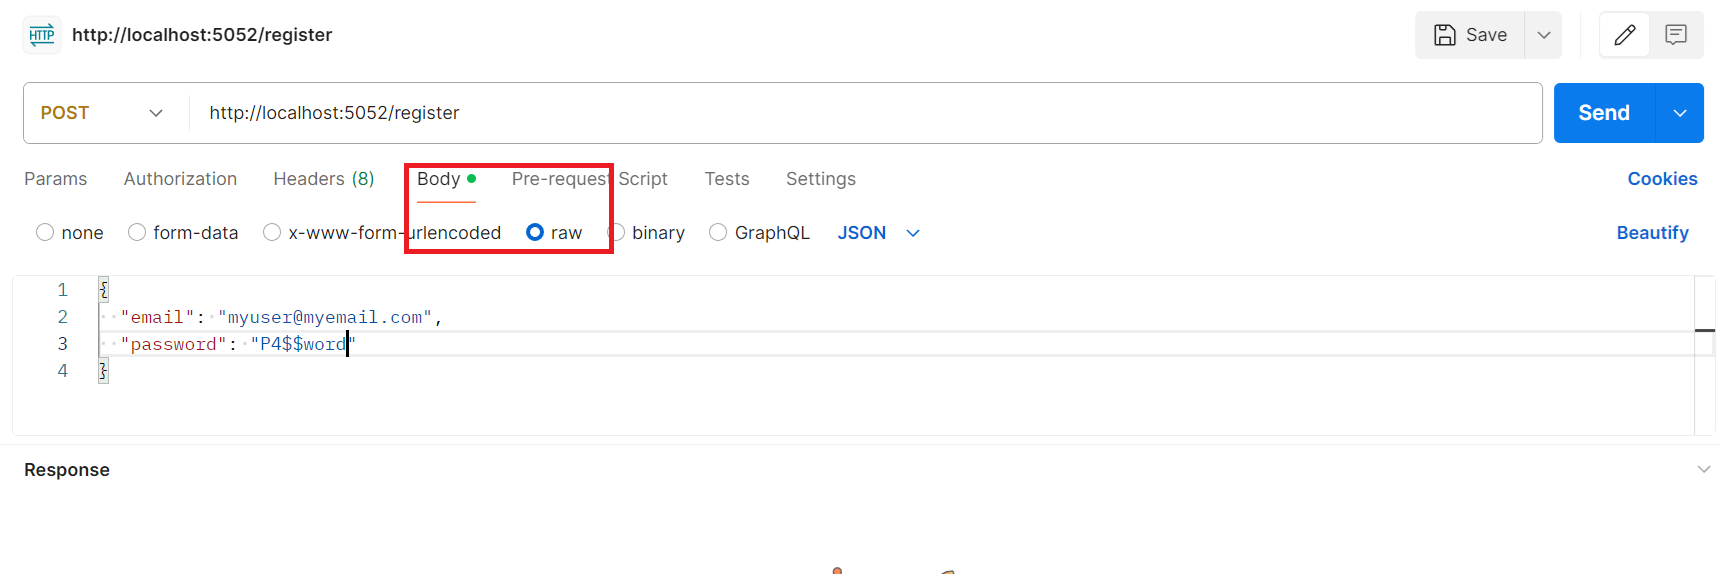 HTTP http://localhost:5052/register Save
POST http://localhost:5052/register Send
Params Authorization Headers (8) Body Pre-request Script Tests Settings Cookies
none form-data x-www-form-urlencoded raw binary GraphQL JSON Beautify
1 {
2 "email": "myuser@myemail.com",
3 "password": "P4$$word"
4 }
Response